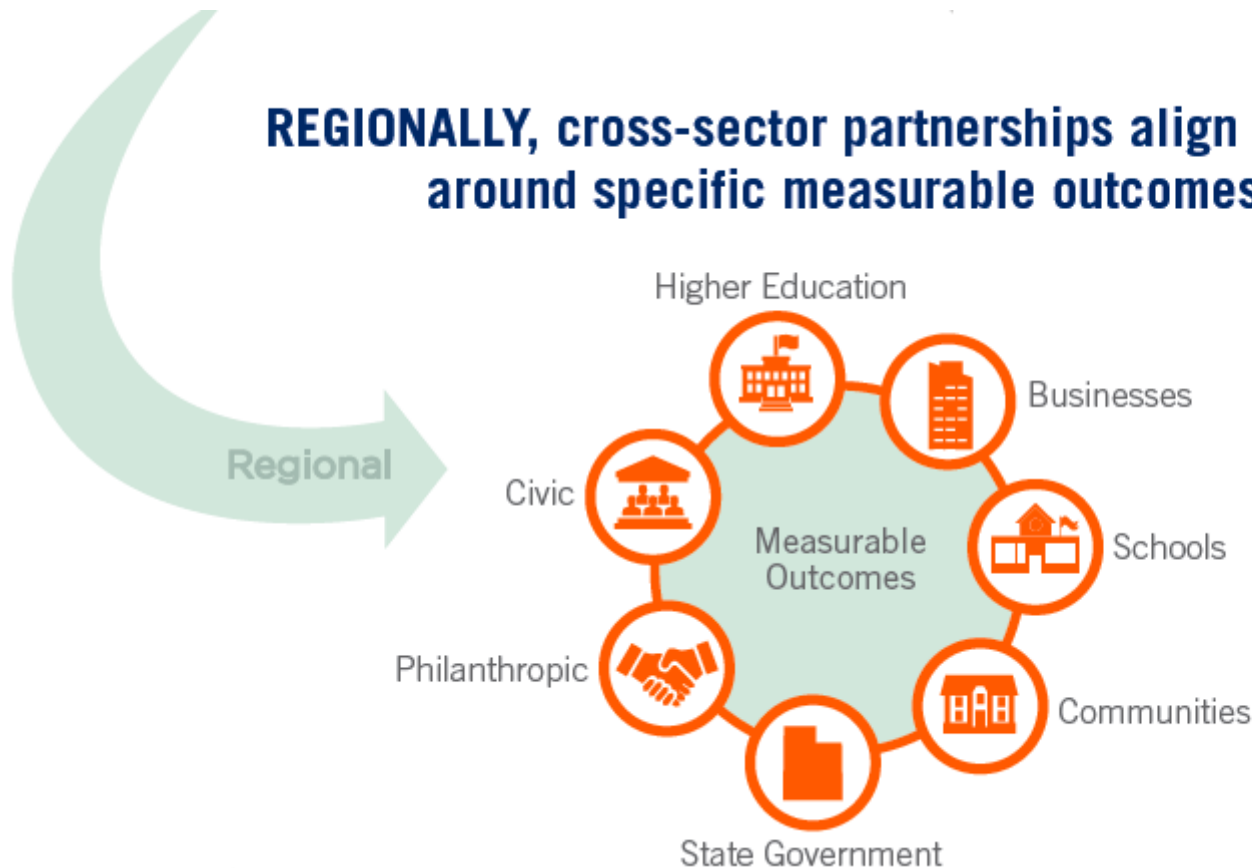 REGIONALLY, cross-sector partnerships align
around specific measurable outcomes
Higher Education
Businesses
Regional
Civic
Measurable
Outcomes
Schools
Philanthropic
Communities
State Government